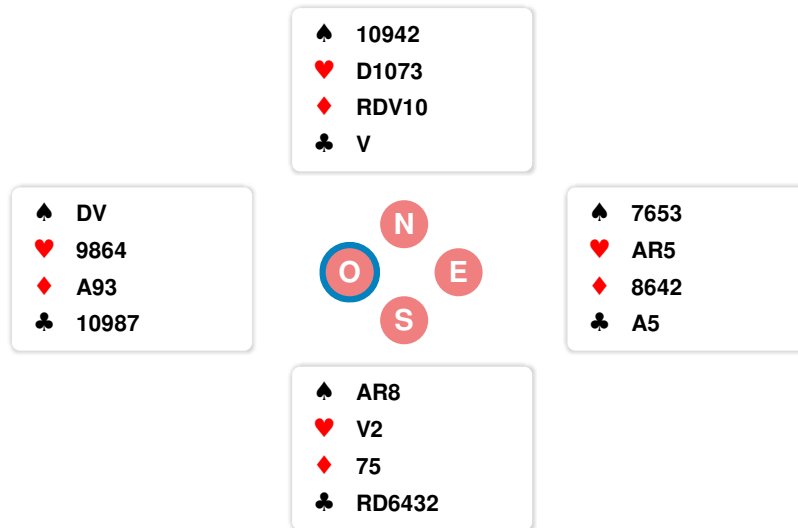 ♠ 10942
♥ D1073
♦ RDV10
♣ V
♠ DV
♥ 9864
♦ A93
♣ 10987
N
O
E
S
♠ 7653
♥ AR5
♦ 8642
♣ A5
♠ AR8
♥ V2
♦ 75
♣ RD6432